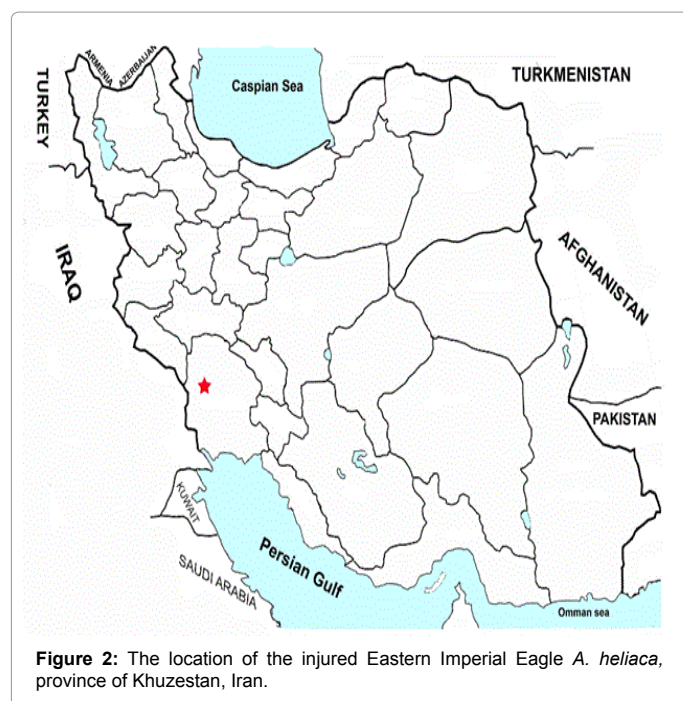 ARMENIA
AZERBAIJAN
TURKEY
Caspian Sea
TURKMENISTAN
IRAQ
AFGHANISTAN
PAKISTAN
KUWAIT
SAUDI ARABIA
Persian Gulf
Omman sea
Figure 2: The location of the injured Eastern Imperial Eagle A. heliaca,
province of Khuzestan, Iran.